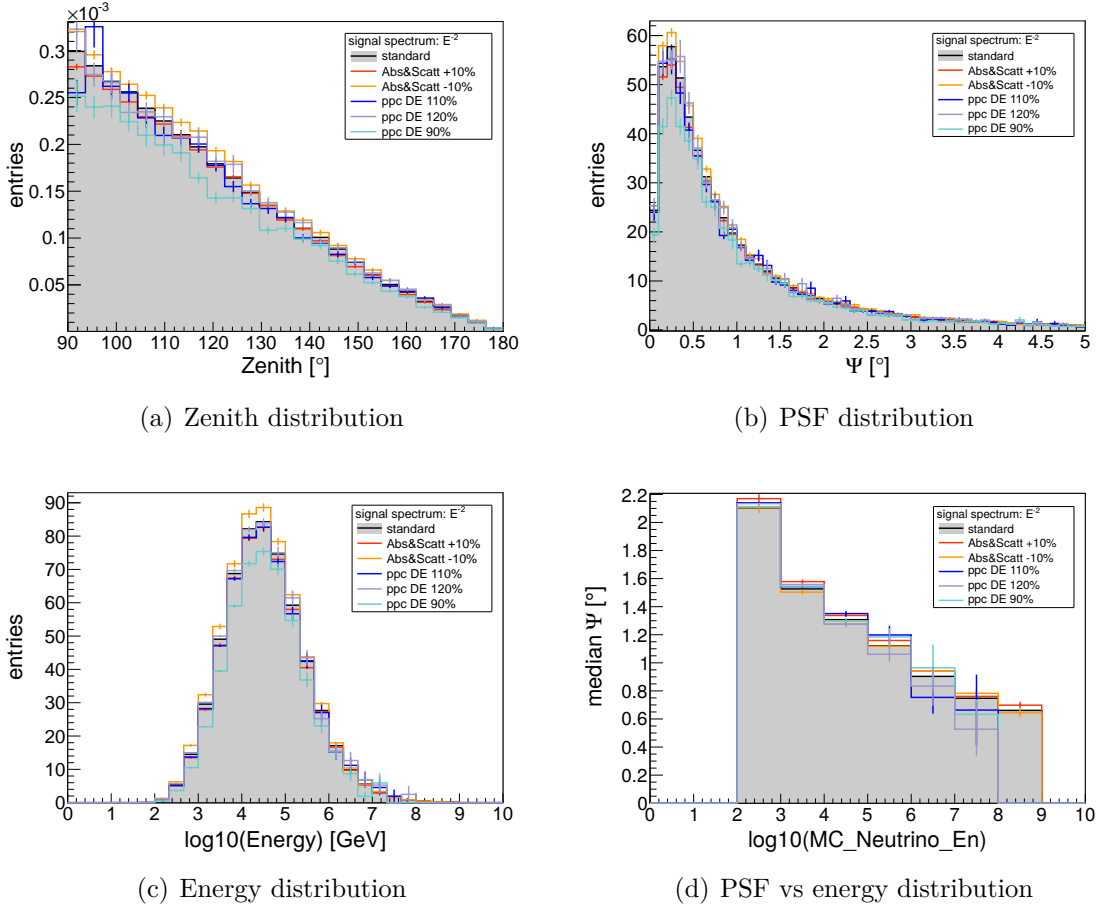 ×10⁻³
0.3
0.25
0.2
0.15
0.1
0.05
entries
signal spectrum: E⁻²
standard
Abs&Scatt +10%
Abs&Scatt -10%
ppc DE 110%
ppc DE 120%
ppc DE 90%
90 100 110 120 130 140 150 160 170 180
Zenith [°]
(a) Zenith distribution
60
50
40
30
20
10
0
entries
signal spectrum: E⁻²
standard
Abs&Scatt +10%
Abs&Scatt -10%
ppc DE 110%
ppc DE 120%
ppc DE 90%
0 0.5 1 1.5 2 2.5 3 3.5 4 4.5 5
Ψ [°]
(b) PSF distribution
90
80
70
60
50
40
30
20
10
0
entries
signal spectrum: E⁻²
standard
Abs&Scatt +10%
Abs&Scatt -10%
ppc DE 110%
ppc DE 120%
ppc DE 90%
0 1 2 3 4 5 6 7 8 9 10
log10(Energy) [GeV]
(c) Energy distribution
2.2
2
1.8
1.6
1.4
1.2
1
0.8
0.6
0.4
0.2
0
median Ψ [°]
signal spectrum: E⁻²
standard
Abs&Scatt +10%
Abs&Scatt -10%
ppc DE 110%
ppc DE 120%
ppc DE 90%
0 1 2 3 4 5 6 7 8 9 10
log10(MC_Neutrino_En)
(d) PSF vs energy distribution